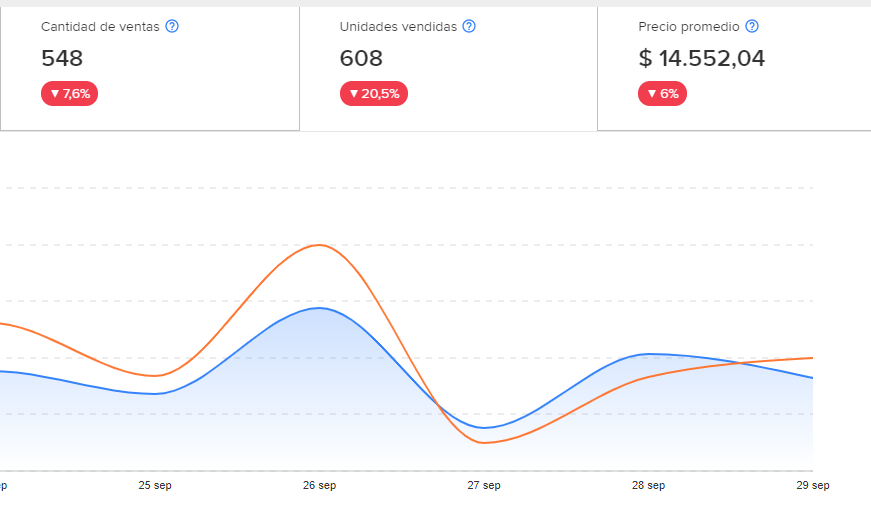 Cantidad de ventas ?
548
▼ 7,6%
Unidades vendidas ?
608
▼ 20,5%
Precio promedio ?
$ 14.552,04
▼ 6%
25 sep
26 sep
27 sep
28 sep
29 sep